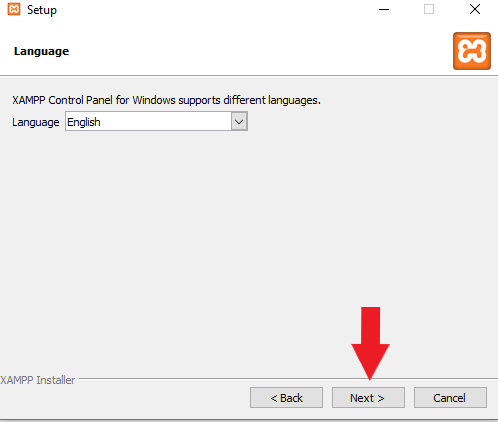 Setup
Language
XAMPP Control Panel for Windows supports different languages.
Language English
XAMPP Installer
< Back Next > Cancel